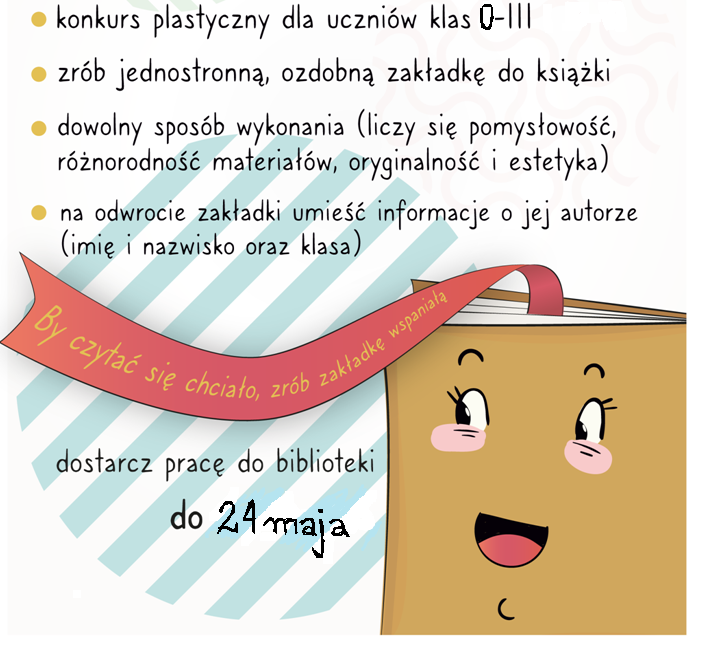 konkurs plastyczny dla uczniów klas 0-III
zrób jednostronną, ozdobną zakładkę do książki
dowolny sposób wykonania (liczy się pomysłowość,
różnorodność materiałów, oryginalność i estetyka)
na odwrocie zakładki umieść informacje o jej autorze
(imię i nazwisko oraz klasa)
By czytać się chciało, zrób zakładkę wspaniałą
dostarcz pracę do biblioteki
do 24 maja